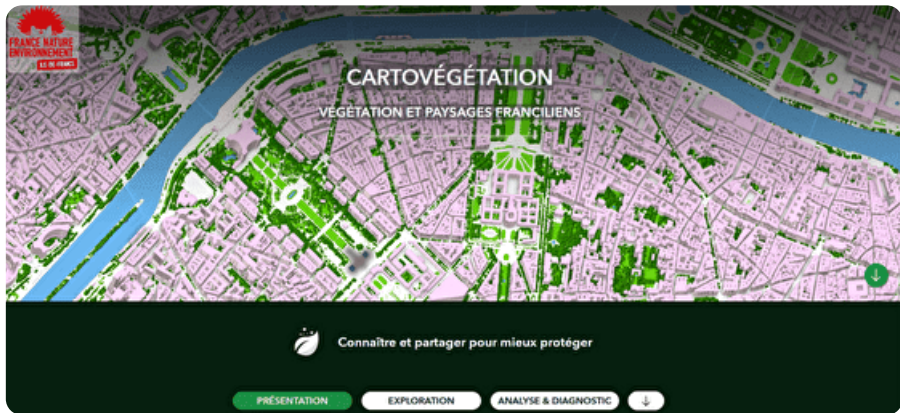 FRANCE NATURE
ENVIRONNEMENT
ILE DE FRANCE
CARTOVÉGÉTATION
VÉGÉTATION ET PAYSAGES FRANCILIENS
Connaître et partager pour mieux protéger
PRÉSENTATION
EXPLORATION
ANALYSE & DIAGNOSTIC